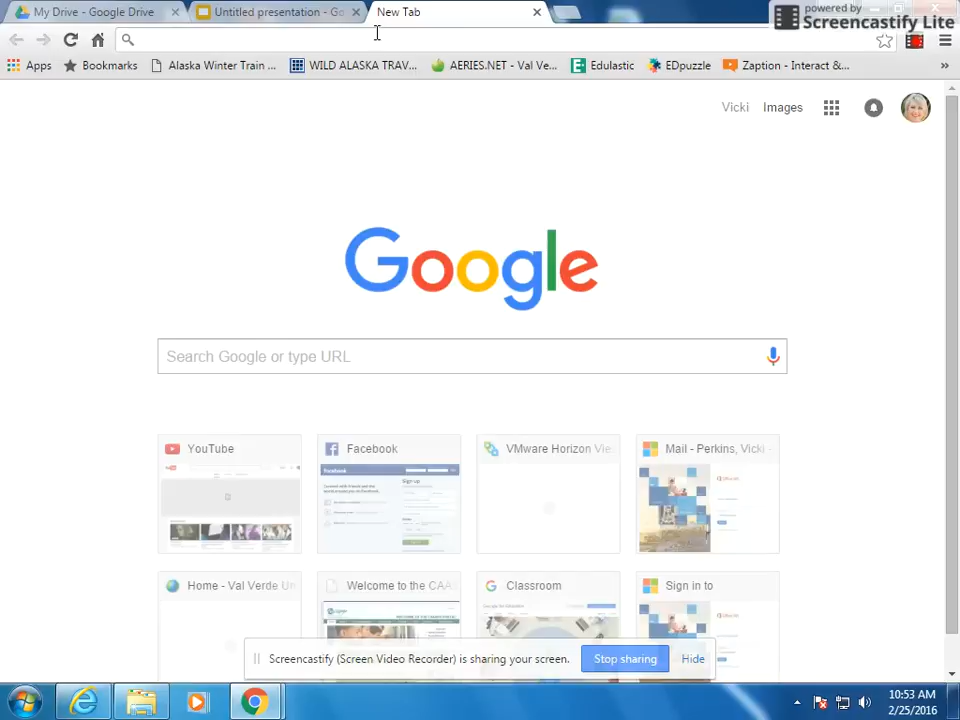 My Drive - Google Drive
Untitled presentation - Go
New Tab
powered by
Screencastify Lite
Apps
Bookmarks
Alaska Winter Train ...
WILD ALASKA TRAV...
AERIES.NET - Val Ve...
Edulastic
EDpuzzle
Zaption - Interact &...
»
Vicki
Images
Google
Search Google or type URL
YouTube
Facebook
VMware Horizon Vie
Mail - Perkins, Vicki -
Home - Val Verde Un
Welcome to the CAA
Classroom
Sign in to
Screencastify (Screen Video Recorder) is sharing your screen.
Stop sharing
Hide
10:53 AM
2/25/2016